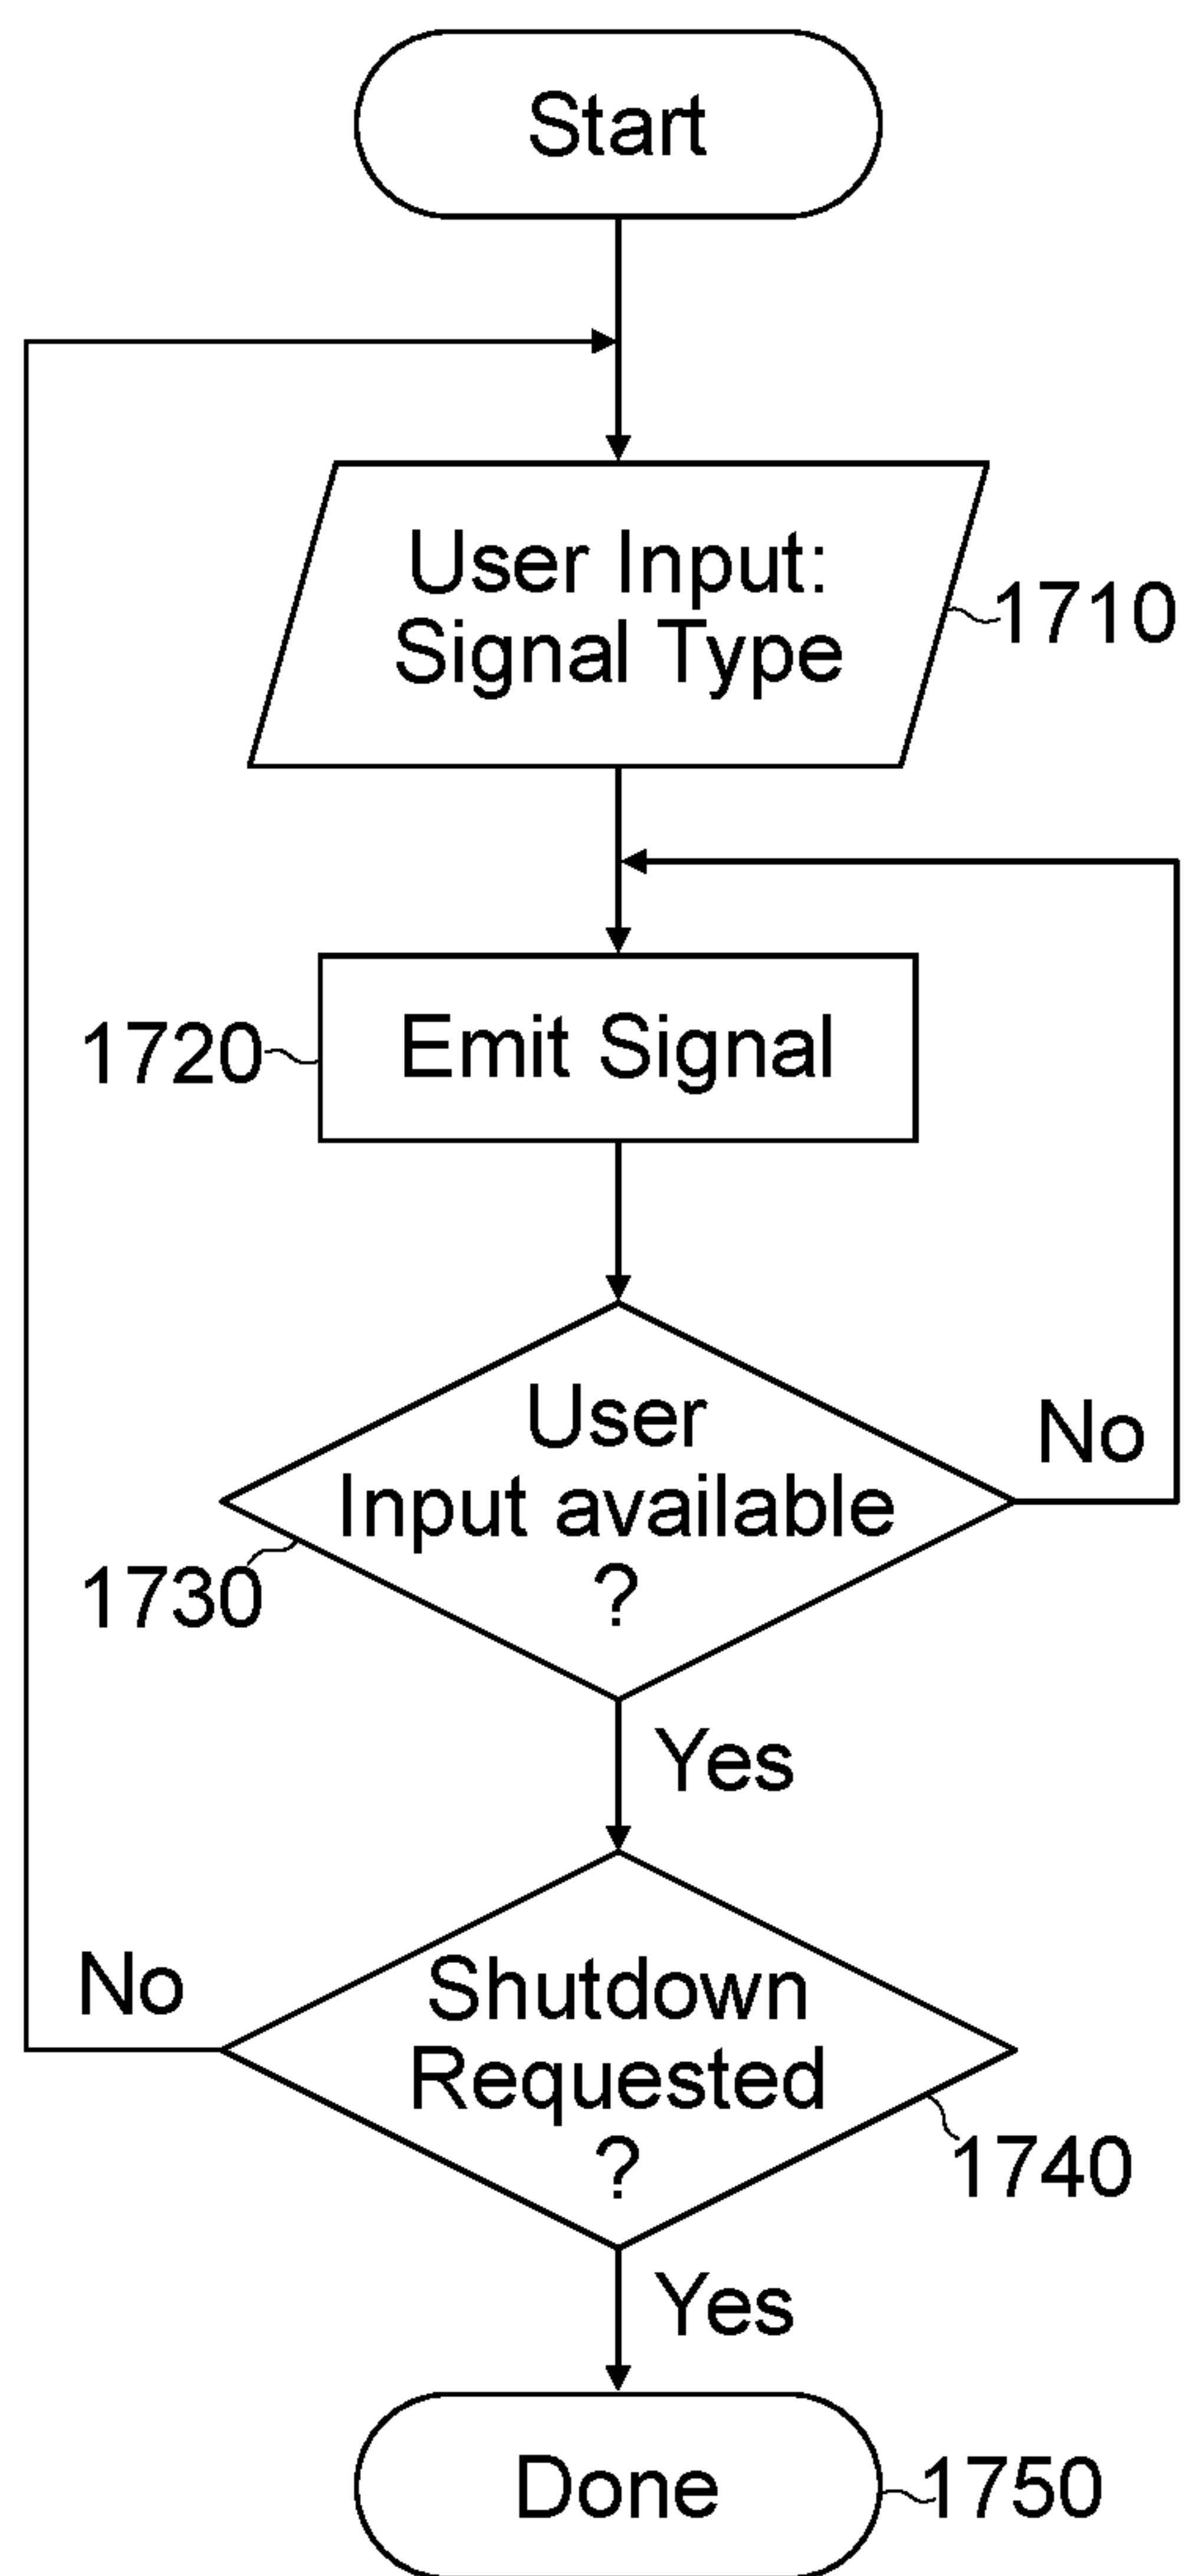 Start
User Input:
Signal Type
1710
1720
Emit Signal
User
Input available
?
No
1730
Yes
Shutdown
Requested
?
No
1740
Yes
Done
1750